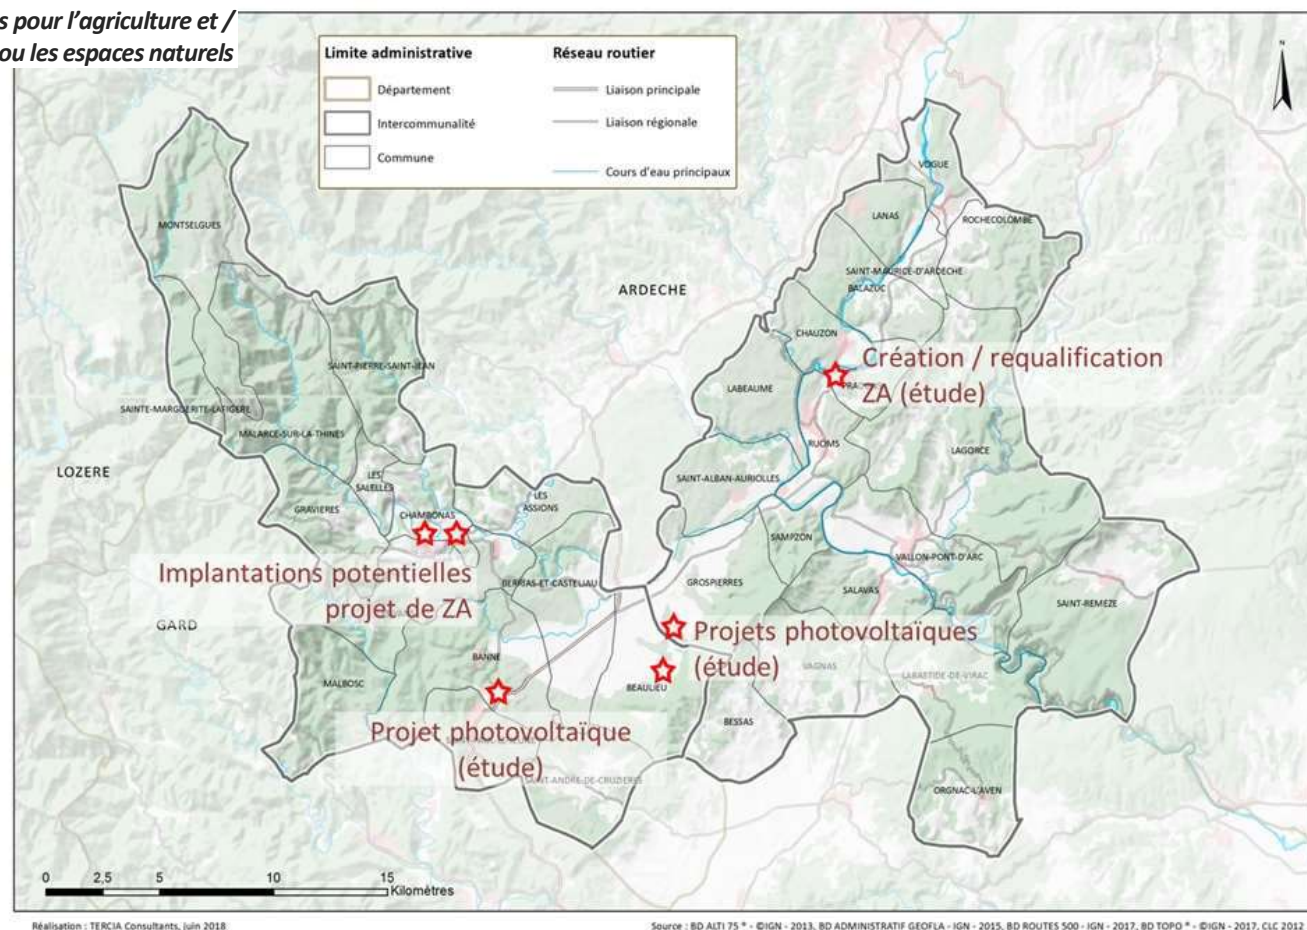 s pour l’agriculture et /
ou les espaces naturels
Limite administrative
Département
Intercommunalité
Commune
Réseau routier
Liaison principale
Liaison régionale
Cours d'eau principaux
N
VOGUE
LANAS
ROCHECOLOMBE
MONTSELGUES
SAINT-MAURICE-D'ARDECHE
BALAZUC
ARDECHE
CHAUZON
Création / requalification
ZA (étude)
SAINT-PIERRE-SAINT-JEAN
LABEAUME
SAINTE-MARGUERITE-LAFIGERE
MALARCE-SUR-LA-THINES
RUOMS
LAGORCE
LOZERE
LES
SALELLES
SAINT-ALBAN-AURIOLLES
LES
ASSIONS
GRAVIERES
CHAMBONAS
SAMPZON
VALLON-PONT-D'ARC
Implantations potentielles
projet de ZA
BERRIAS-ET-CASTELJAU
GROSPIERRES
SALAVAS
SAINT-REMEZE
GARD
Projets photovoltaïques
(étude)
BANNE
VAGNAS
LABASTIDE-DE-VIRAC
MALBOSC
BEAULIEU
BESSAS
Projet photovoltaïque
(étude)
SAINT-ANDRE-DE-CRUZIERES
ORGNAC-L'AVEN
0 2,5 5 10 15
Kilomètres
Réalisation : TERCIA Consultants, juin 2018
Source : BD ALTI 75 ® - ©IGN - 2013, BD ADMINISTRATIF GEOFLA - IGN - 2015, BD ROUTES 500 - IGN - 2017, BD TOPO ® - ©IGN - 2017, CLC 2012